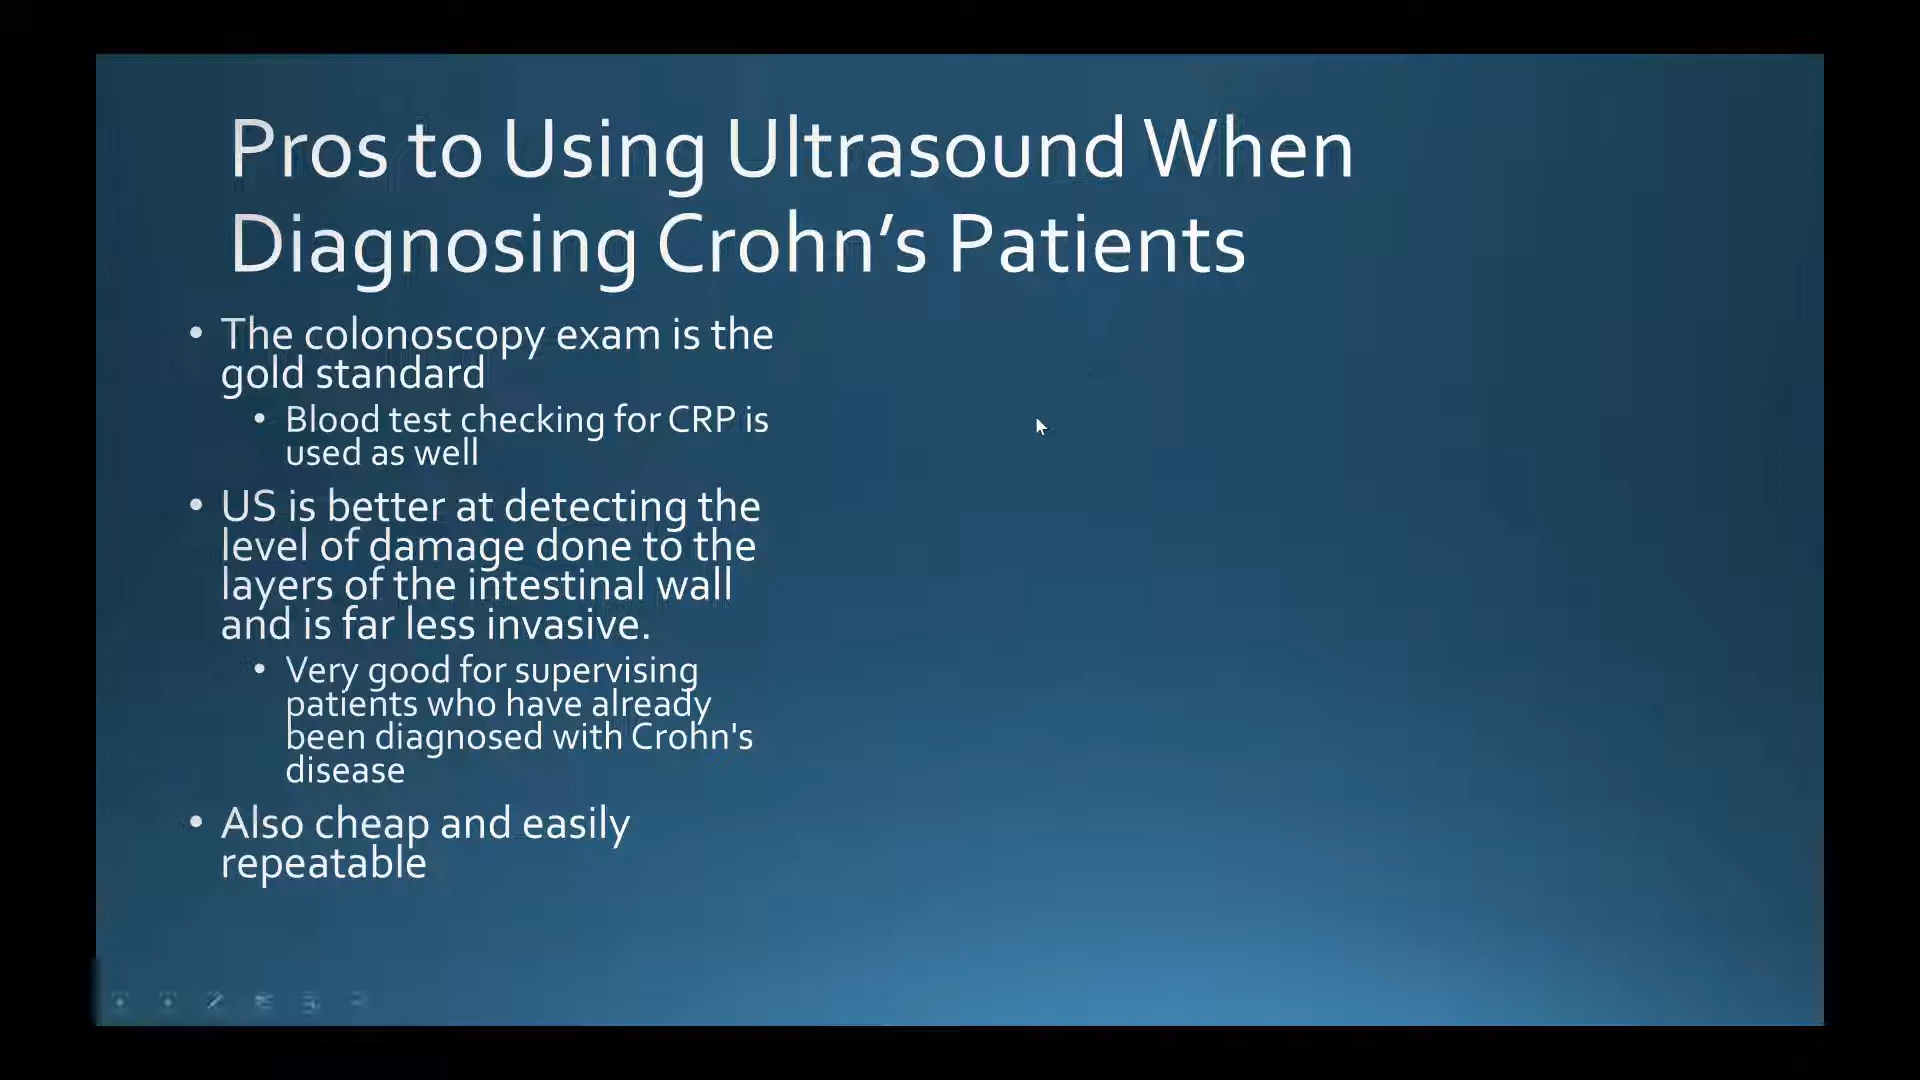 Pros to Using Ultrasound When
Diagnosing Crohn’s Patients
• The colonoscopy exam is the
gold standard
• Blood test checking for CRP is
used as well
• US is better at detecting the
level of damage done to the
layers of the intestinal wall
and is far less invasive.
• Very good for supervising
patients who have already
been diagnosed with Crohn's
disease
• Also cheap and easily
repeatable